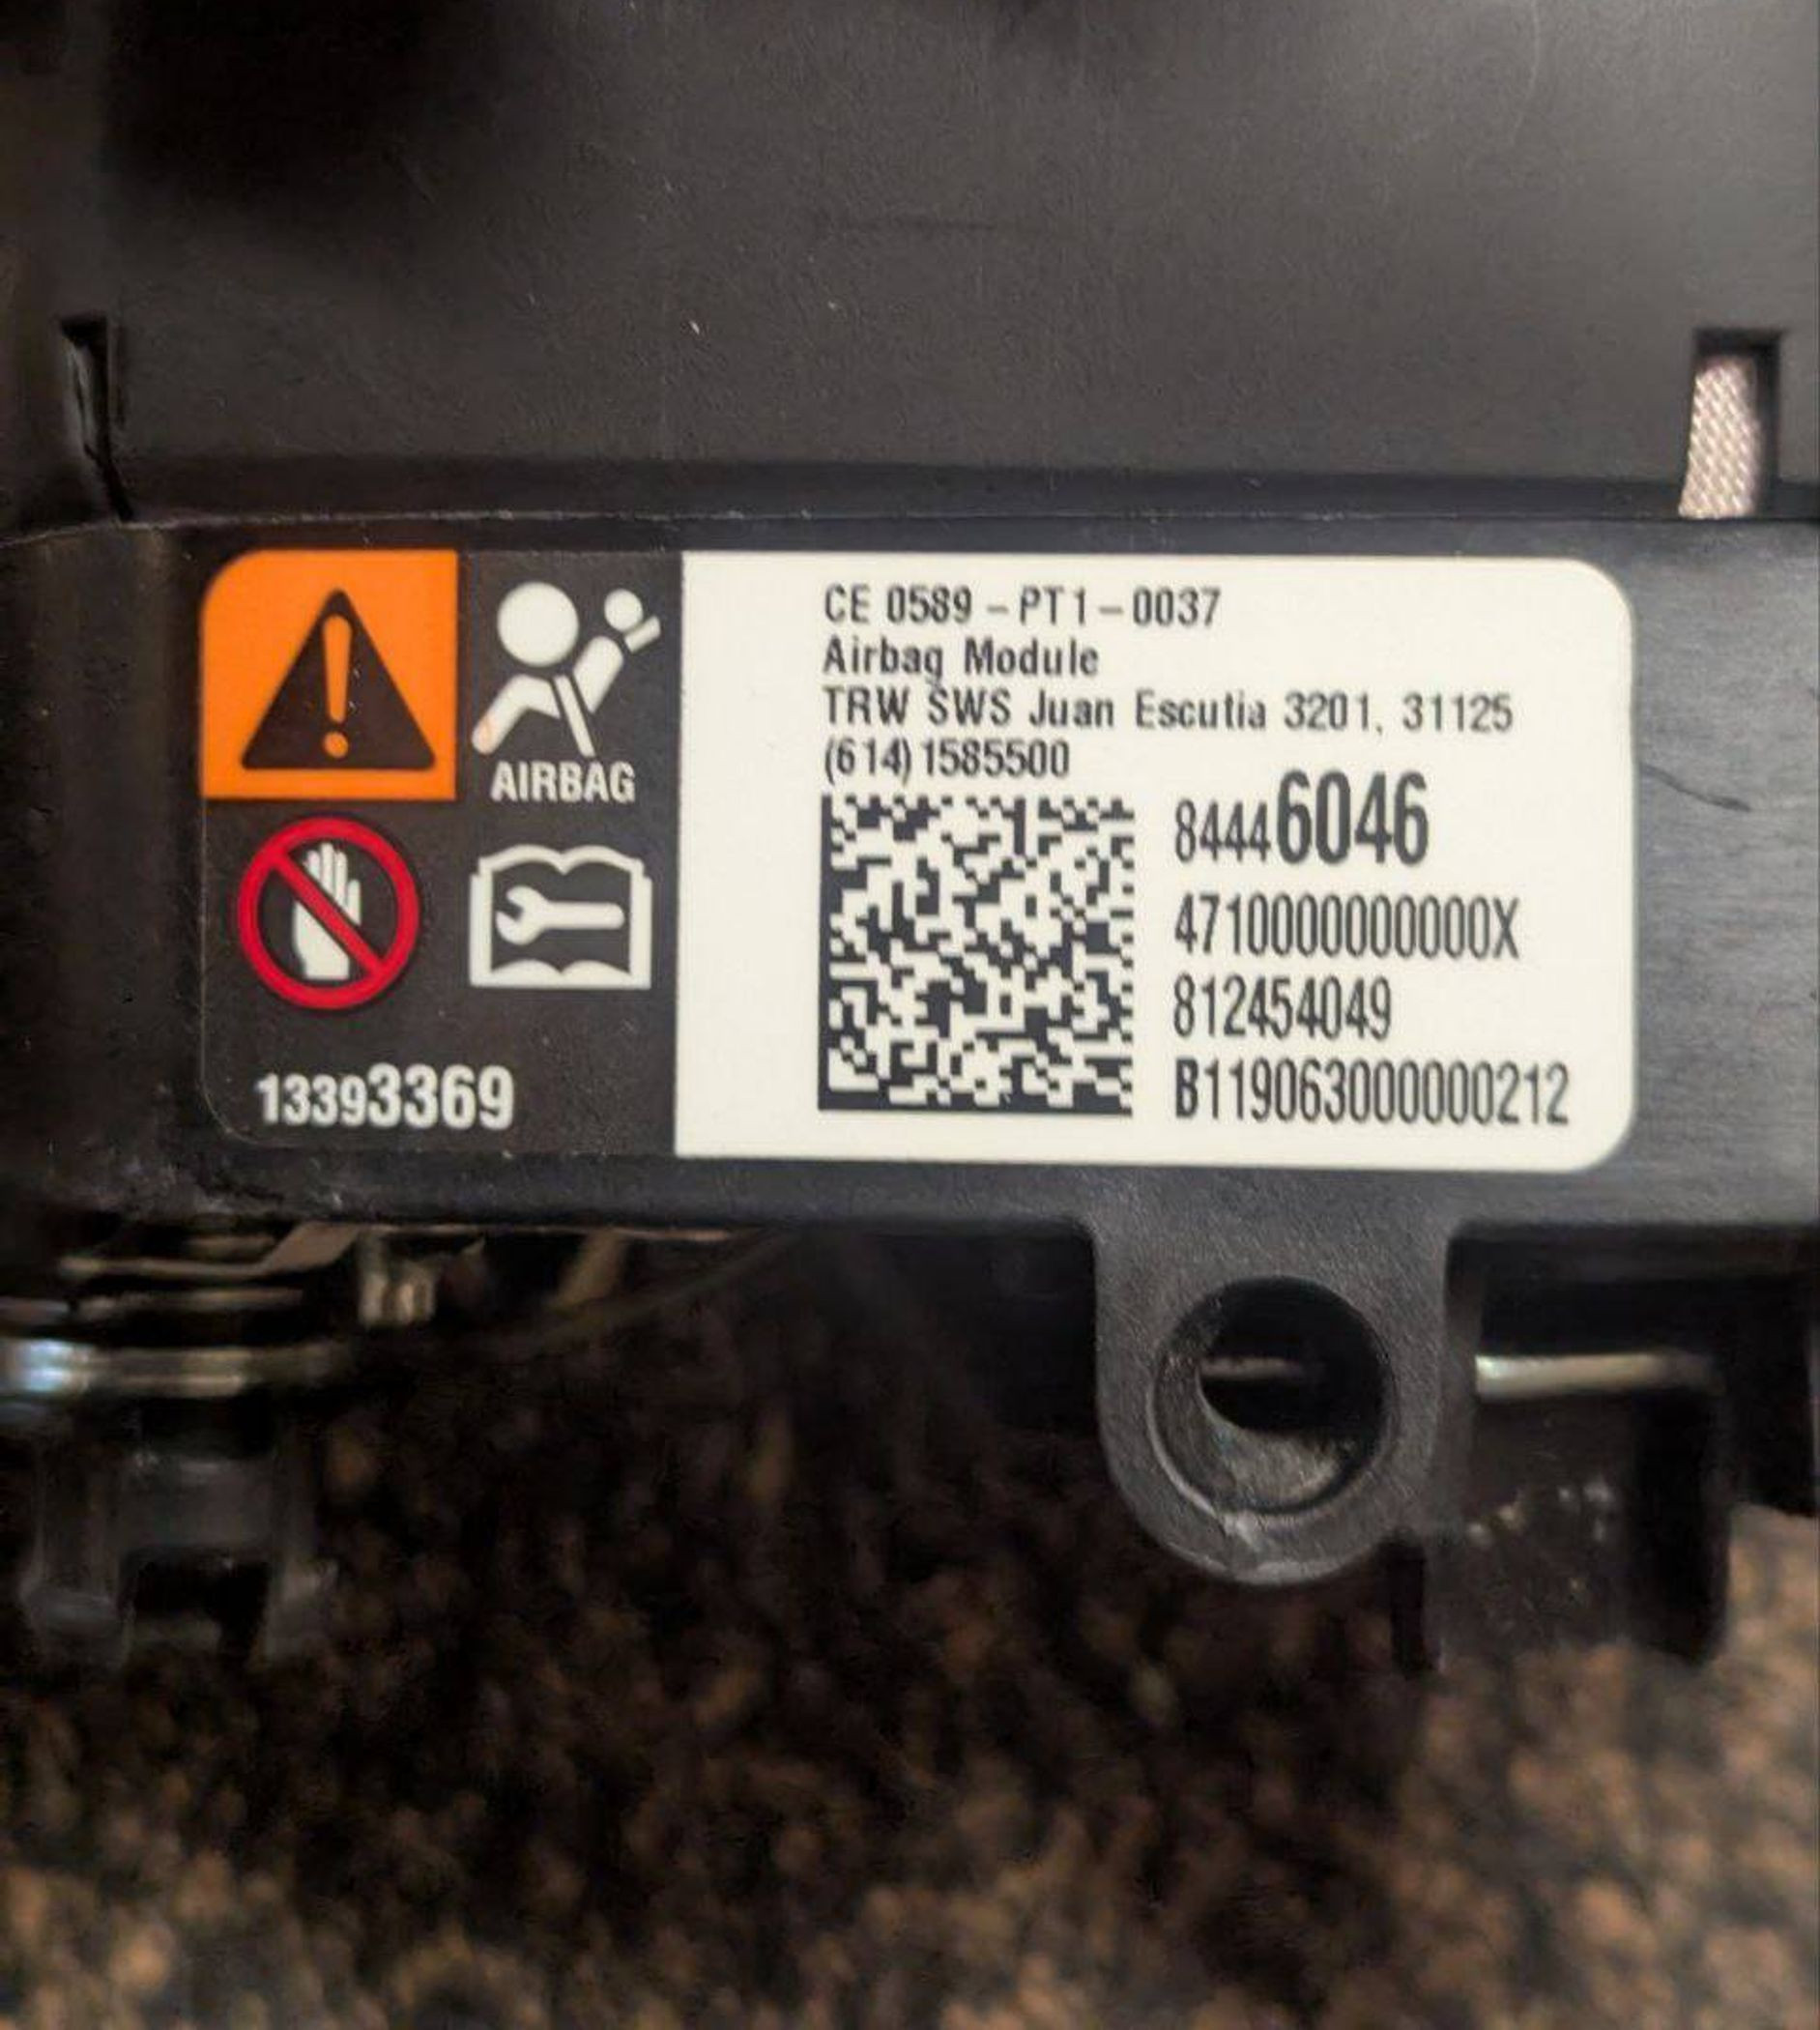 AIRBAG
13393369
CE 0589 - PT1-0037
Airbag Module
TRW SWS Juan Escutia 3201, 31125
(614) 1585500
84446046
4710000000000X
812454049
B119063000000212